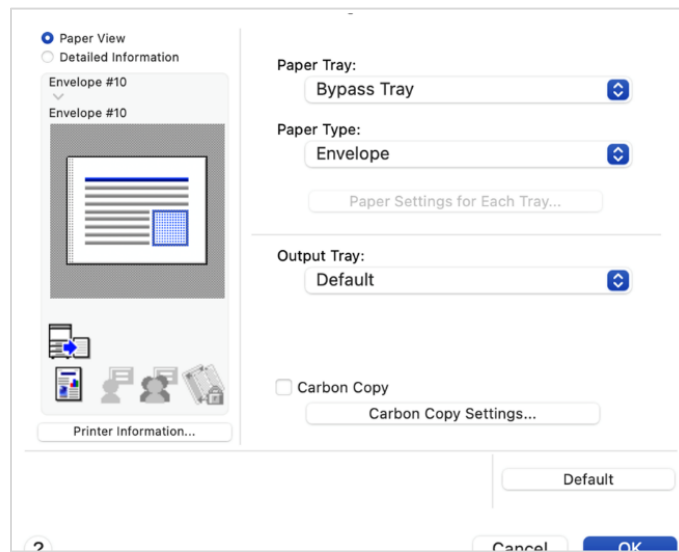 Paper View
Detailed Information
Envelope #10
Envelope #10
Printer Information...
Paper Tray:
Bypass Tray
Paper Type:
Envelope
Paper Settings for Each Tray...
Output Tray:
Default
Carbon Copy
Carbon Copy Settings...
Default
?
Cancel
OK